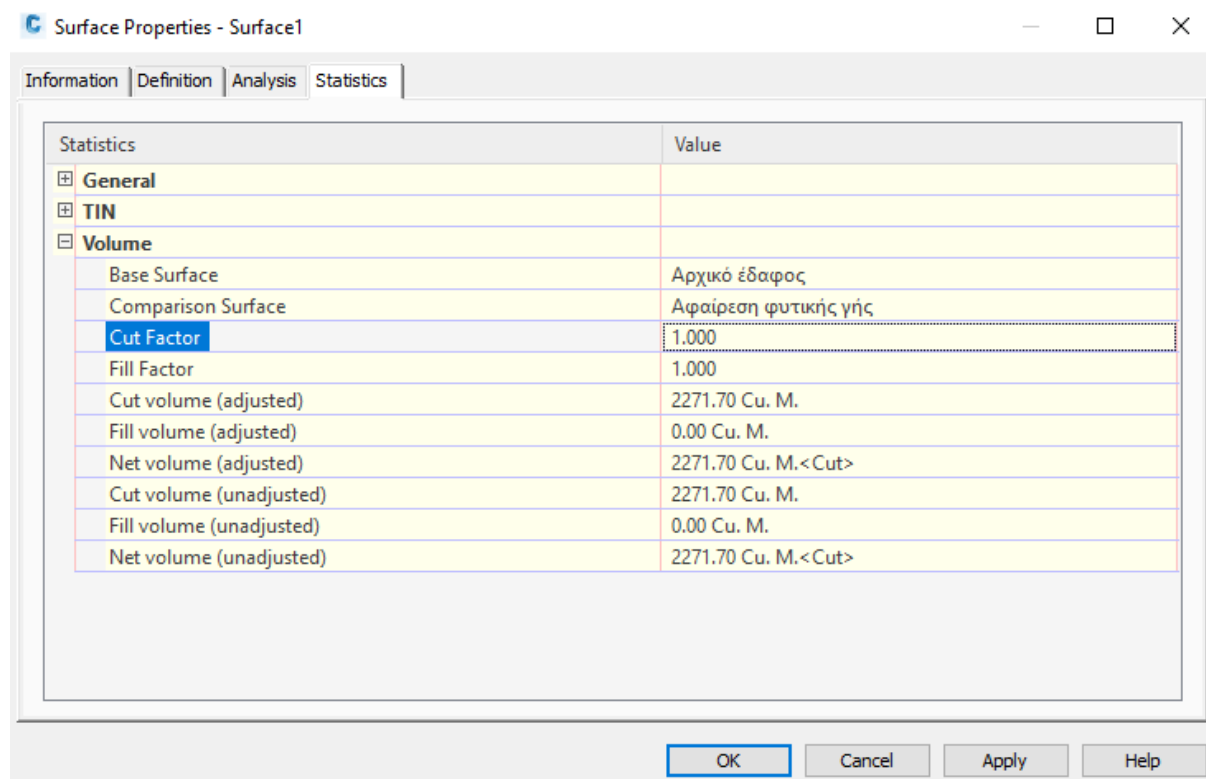 Surface Properties - Surface1
Information Definition Analysis Statistics
Statistics Value
General
TIN
Volume
Base Surface Αρχικό έδαφος
Comparison Surface Αφαίρεση φυτικής γής
Cut Factor 1.000
Fill Factor 1.000
Cut volume (adjusted) 2271.70 Cu. M.
Fill volume (adjusted) 0.00 Cu. M.
Net volume (adjusted) 2271.70 Cu. M.<Cut>
Cut volume (unadjusted) 2271.70 Cu. M.
Fill volume (unadjusted) 0.00 Cu. M.
Net volume (unadjusted) 2271.70 Cu. M.<Cut>
OK Cancel Apply Help